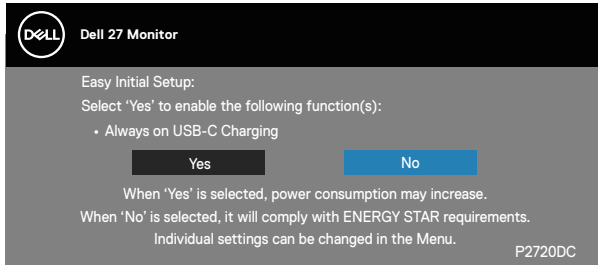 DELL
Dell 27 Monitor
Easy Initial Setup:
Select ‘Yes’ to enable the following function(s):
• Always on USB-C Charging
Yes
No
When ‘Yes’ is selected, power consumption may increase.
When ‘No’ is selected, it will comply with ENERGY STAR requirements.
Individual settings can be changed in the Menu.
P2720DC